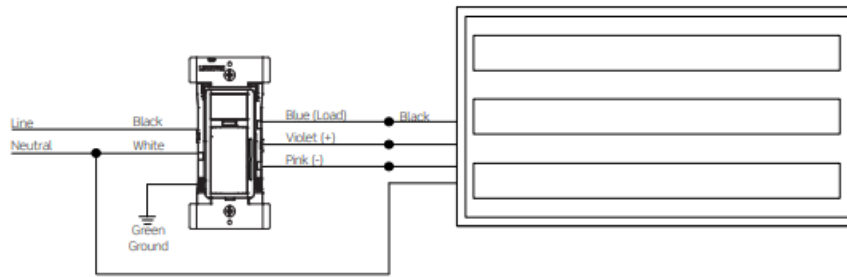 Line
Black
Neutral
White
Green
Ground
Blue (Load)
Black
Violet (+)
Pink (-)